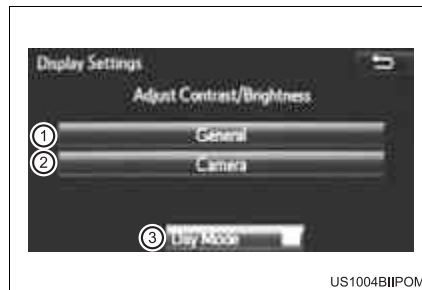 Display Settings
Adjust Contrast/Brightness
1 General
2 Camera
3 Day Mode
US1004BIIPOM